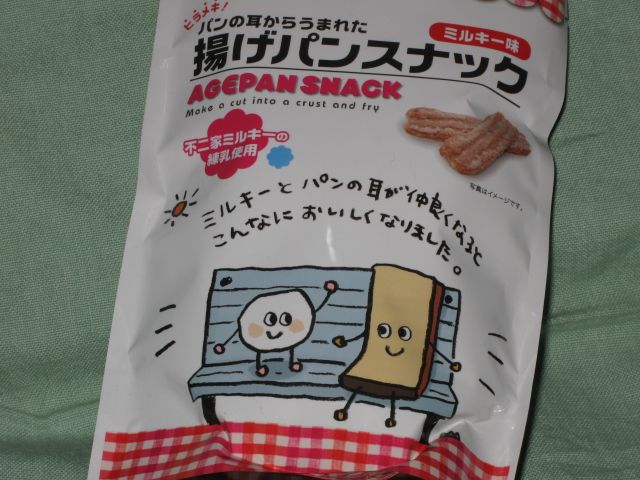 ヒラメキ!
パンの耳からうまれた
揚げパンスナック
ミルキー味
AGEPAN SNACK
Make a cut into a crust and fry
不二家ミルキーの
練乳使用
写真はイメージです。
ミルキーとパンの耳が仲良くなると
こんなにおいしくなりました。